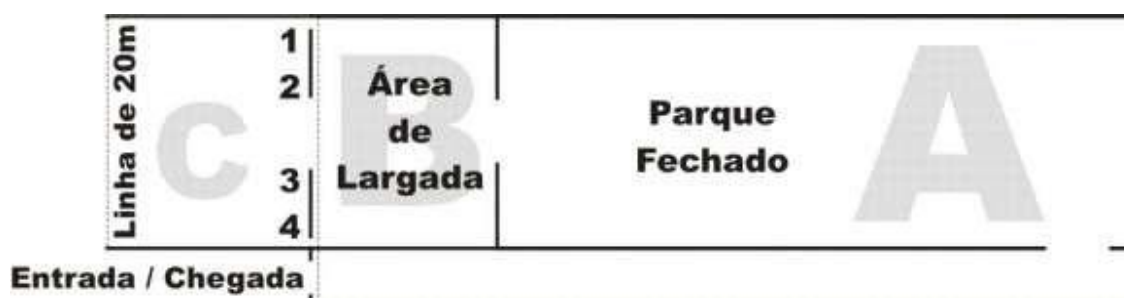 Linha de 20m
1
2
3
4
C
B
Área
de
Largada
A
Parque
Fechado
Entrada / Chegada